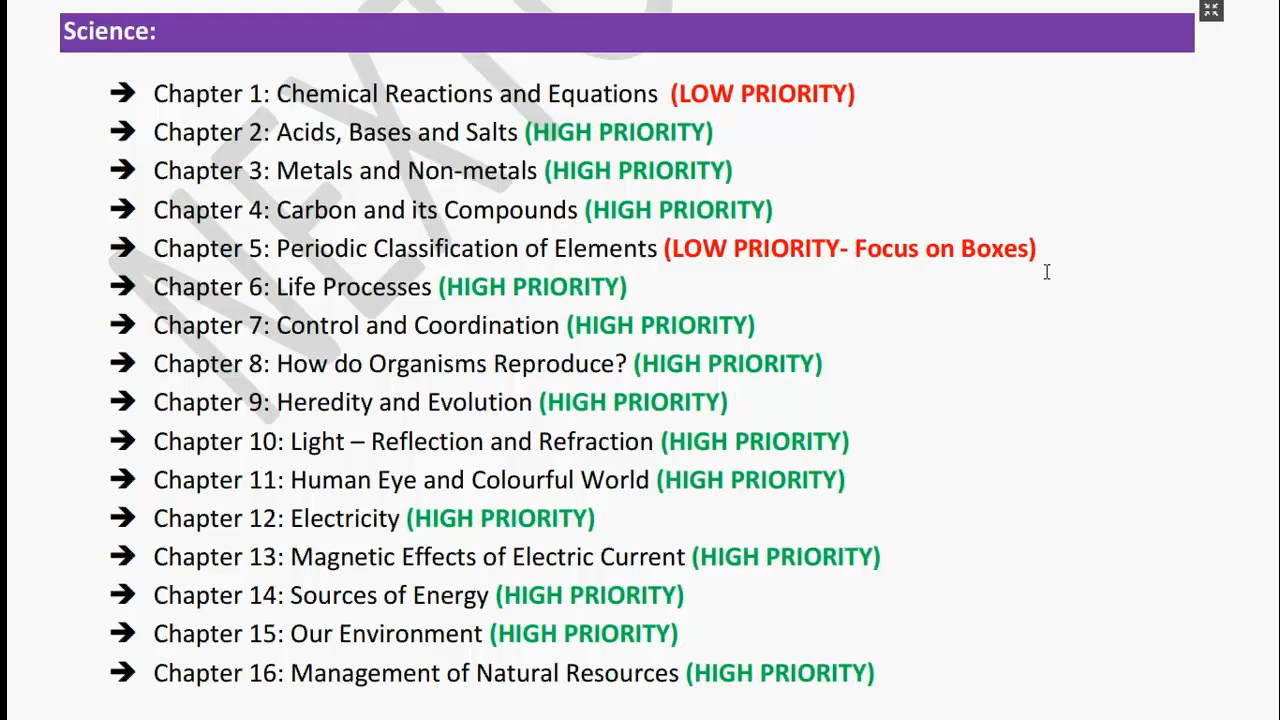 Science:
➔ Chapter 1: Chemical Reactions and Equations (LOW PRIORITY)
➔ Chapter 2: Acids, Bases and Salts (HIGH PRIORITY)
➔ Chapter 3: Metals and Non-metals (HIGH PRIORITY)
➔ Chapter 4: Carbon and its Compounds (HIGH PRIORITY)
➔ Chapter 5: Periodic Classification of Elements (LOW PRIORITY- Focus on Boxes)
➔ Chapter 6: Life Processes (HIGH PRIORITY)
➔ Chapter 7: Control and Coordination (HIGH PRIORITY)
➔ Chapter 8: How do Organisms Reproduce? (HIGH PRIORITY)
➔ Chapter 9: Heredity and Evolution (HIGH PRIORITY)
➔ Chapter 10: Light – Reflection and Refraction (HIGH PRIORITY)
➔ Chapter 11: Human Eye and Colourful World (HIGH PRIORITY)
➔ Chapter 12: Electricity (HIGH PRIORITY)
➔ Chapter 13: Magnetic Effects of Electric Current (HIGH PRIORITY)
➔ Chapter 14: Sources of Energy (HIGH PRIORITY)
➔ Chapter 15: Our Environment (HIGH PRIORITY)
➔ Chapter 16: Management of Natural Resources (HIGH PRIORITY)